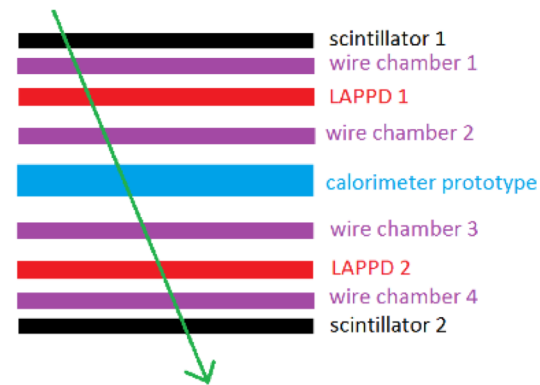 scintillator 1
wire chamber 1
LAPPD 1
wire chamber 2
calorimeter prototype
wire chamber 3
LAPPD 2
wire chamber 4
scintillator 2